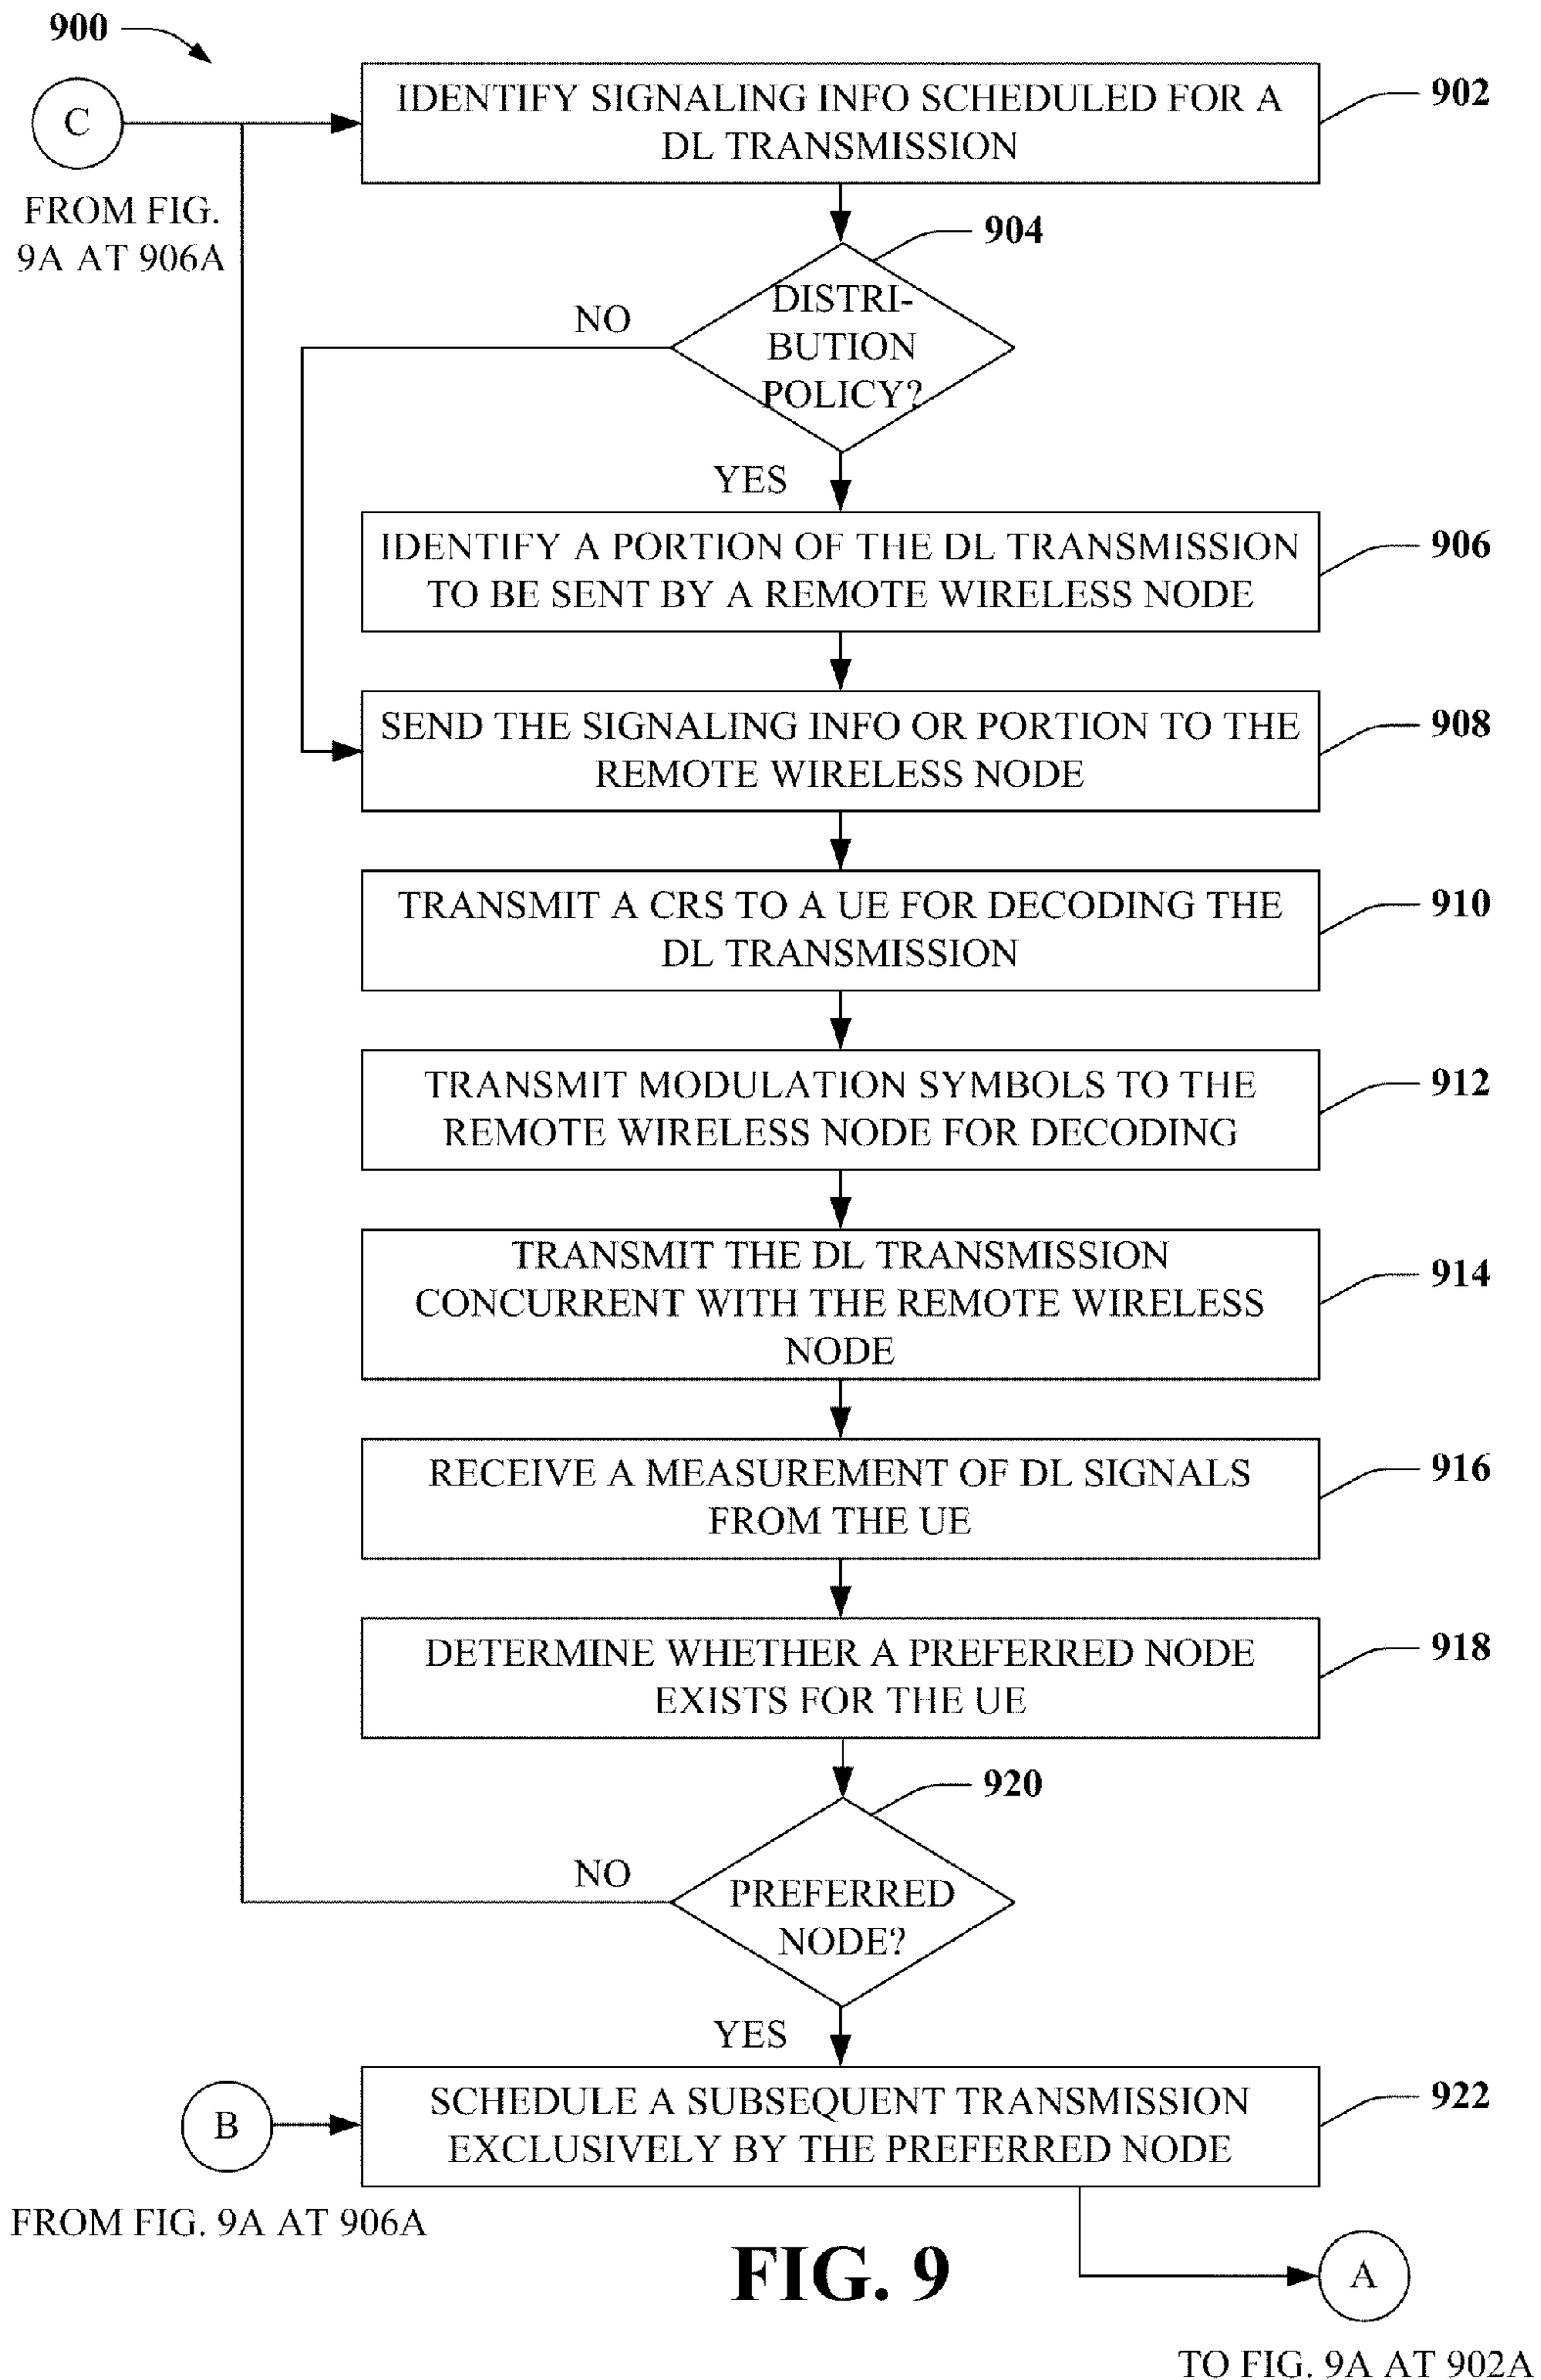 900
C
FROM FIG.
9A AT 906A
IDENTIFY SIGNALING INFO SCHEDULED FOR A
DL TRANSMISSION
902
904
DISTRI-
BUTION
POLICY?
NO
YES
IDENTIFY A PORTION OF THE DL TRANSMISSION
TO BE SENT BY A REMOTE WIRELESS NODE
906
SEND THE SIGNALING INFO OR PORTION TO THE
REMOTE WIRELESS NODE
908
TRANSMIT A CRS TO A UE FOR DECODING THE
DL TRANSMISSION
910
TRANSMIT MODULATION SYMBOLS TO THE
REMOTE WIRELESS NODE FOR DECODING
912
TRANSMIT THE DL TRANSMISSION
CONCURRENT WITH THE REMOTE WIRELESS
NODE
914
RECEIVE A MEASUREMENT OF DL SIGNALS
FROM THE UE
916
DETERMINE WHETHER A PREFERRED NODE
EXISTS FOR THE UE
918
920
NO
PREFERRED
NODE?
YES
SCHEDULE A SUBSEQUENT TRANSMISSION
EXCLUSIVELY BY THE PREFERRED NODE
922
B
FROM FIG. 9A AT 906A
FIG. 9
A
TO FIG. 9A AT 902A